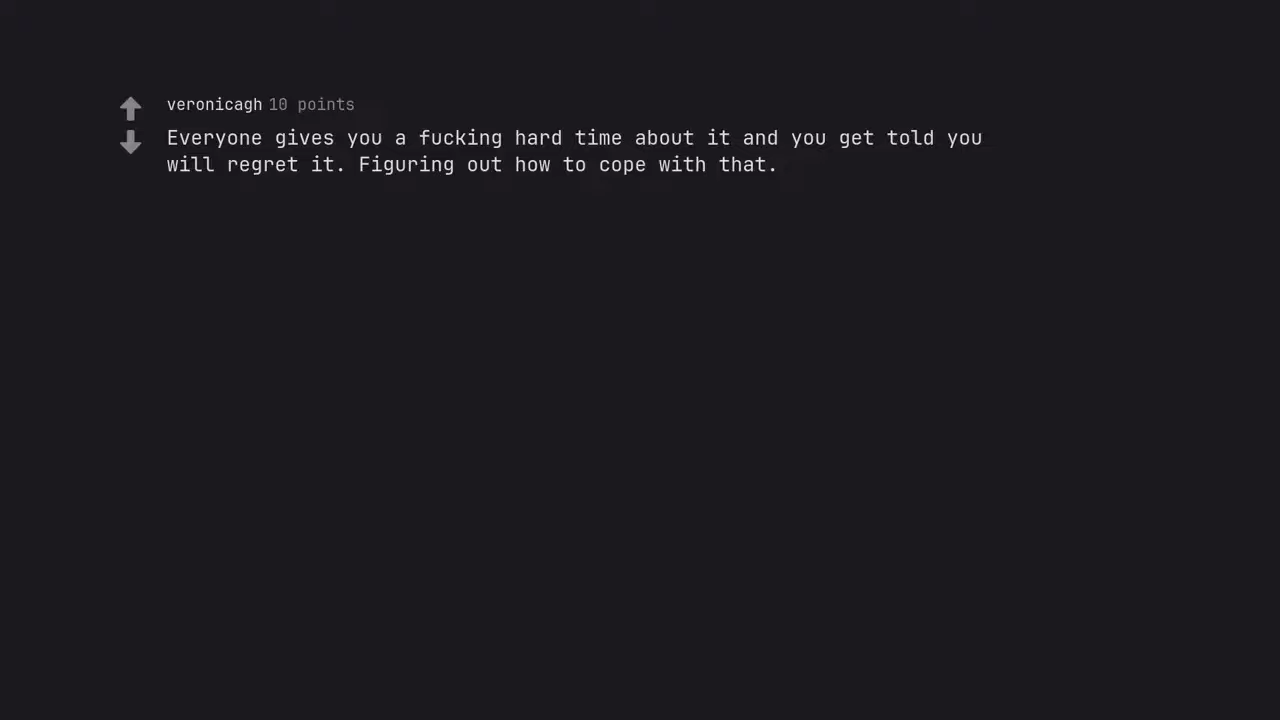 veronicagh 10 points
Everyone gives you a fucking hard time about it and you get told you
will regret it. Figuring out how to cope with that.